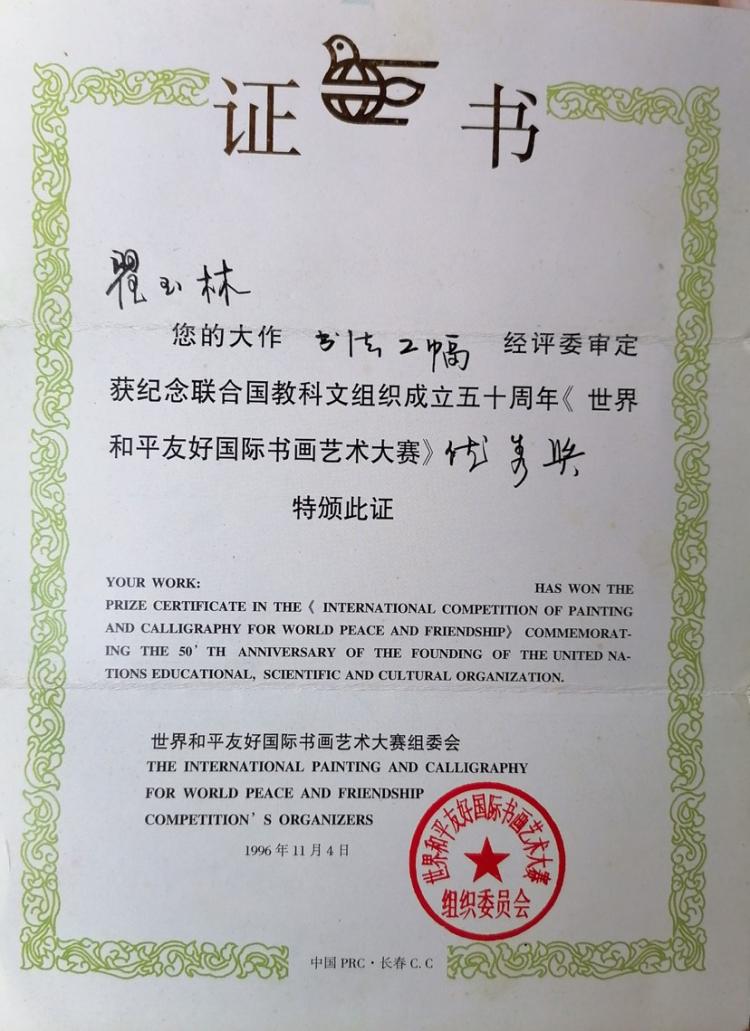 证 书
翟玉林
您的大作 书法二幅 经评委审定
获纪念联合国教科文组织成立五十周年《世界
和平友好国际书画艺术大赛》优秀奖
特颁此证
YOUR WORK: HAS WON THE
PRIZE CERTIFICATE IN THE《 INTERNATIONAL COMPETITION OF PAINTING
AND CALLIGRAPHY FOR WORLD PEACE AND FRIENDSHIP》 COMMEMORAT-
ING THE 50' TH ANNIVERSARY OF THE FOUNDING OF THE UNITED NA-
TIONS EDUCATIONAL, SCIENTIFIC AND CULTURAL ORGANIZATION.
世界和平友好国际书画艺术大赛组委会
THE INTERNATIONAL PAINTING AND CALLIGRAPHY
FOR WORLD PEACE AND FRIENDSHIP
COMPETITION'S ORGANIZERS
1996年11月4日
世界和平友好国际书画艺术大赛
组织委员会
中国 PRC·长春 C.C